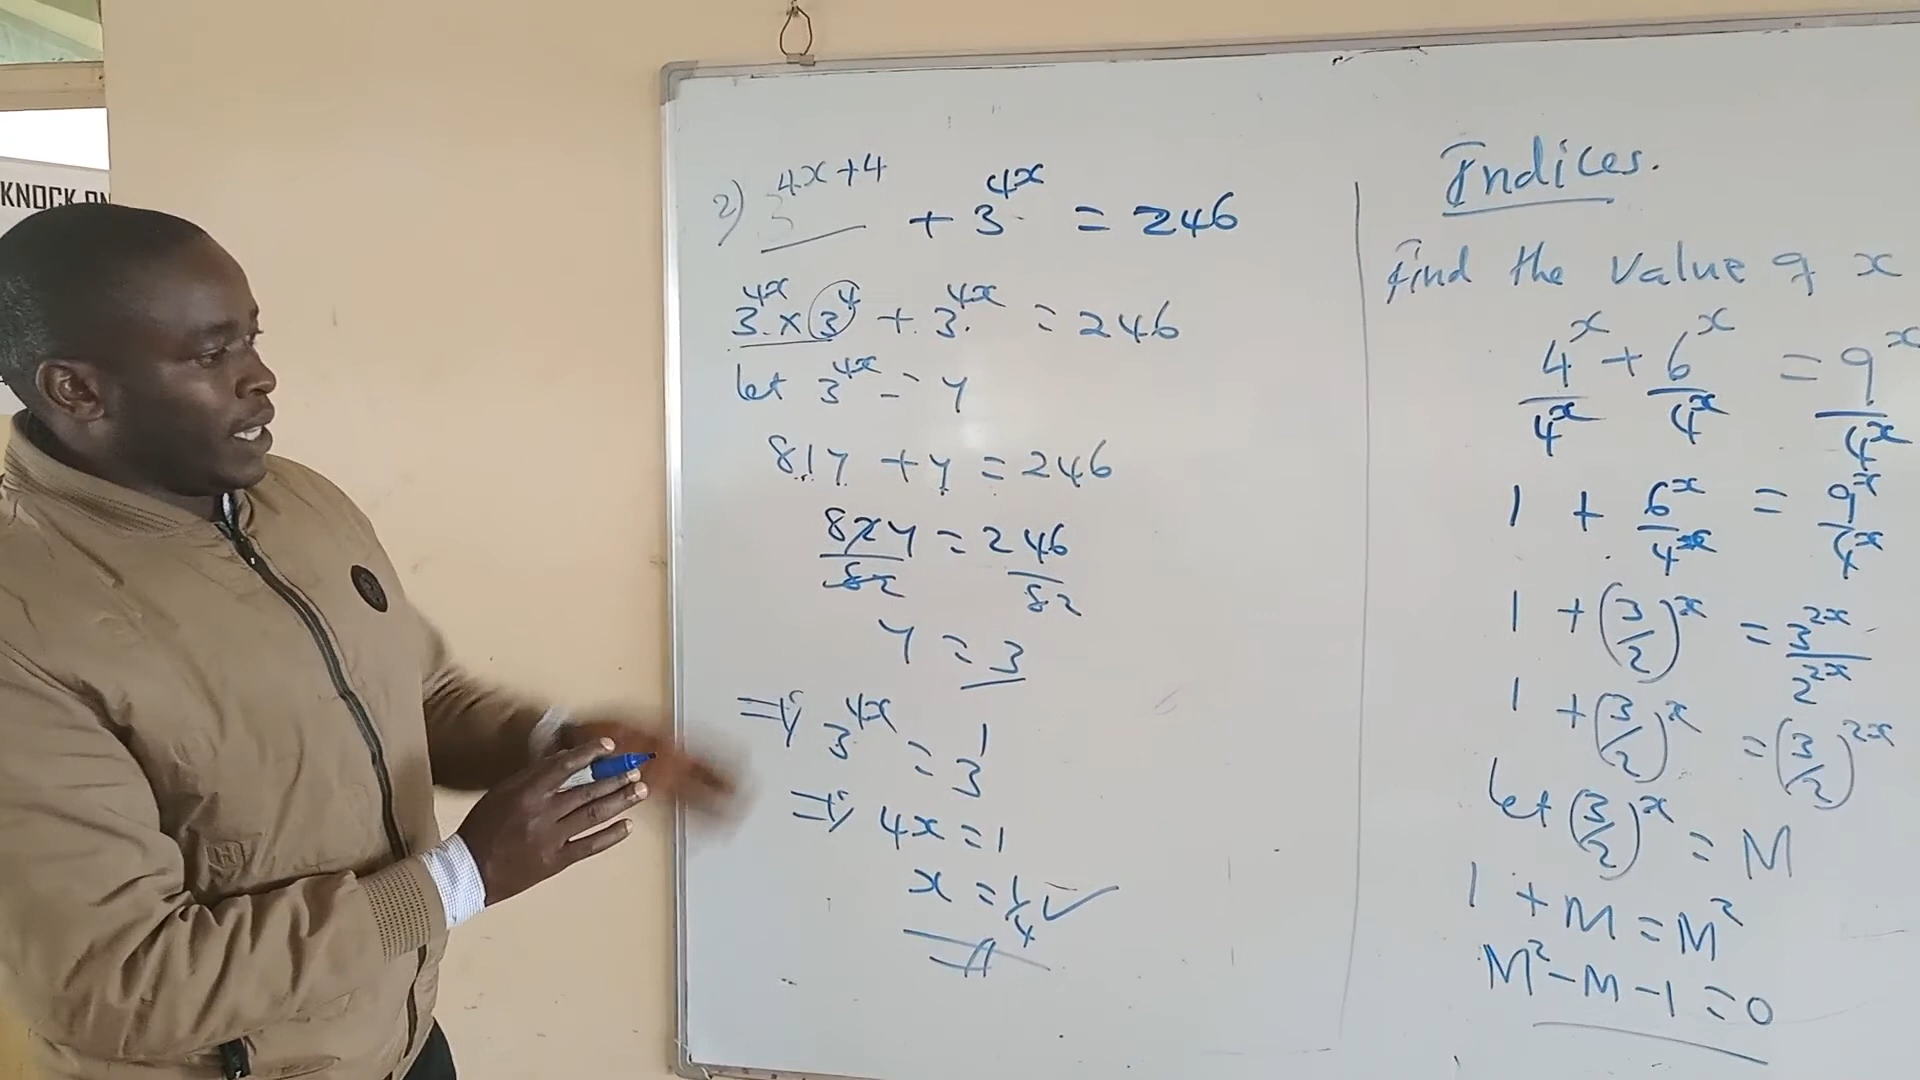 KNOCK ON
2) 3^{4x+4} + 3^{4x} = 246
3^{4x} × 3^4 + 3^{4x} = 246
let 3^{4x} = y
81y + y = 246
82y/82 = 246/82
y = 3
⇒ 3^{4x} = 3^1
⇒ 4x = 1
x = 1/4 ✓
Indices.
Find the value of x
4^x/4^x + 6^x/4^x = 9^x/4^x
1 + 6^x/4^x = 9^x/4^x
1 + (3/2)^x = 3^{2x}/2^{2x}
1 + (3/2)^x = (3/2)^{2x}
let (3/2)^x = M
1 + M = M^2
M^2 - M - 1 = 0